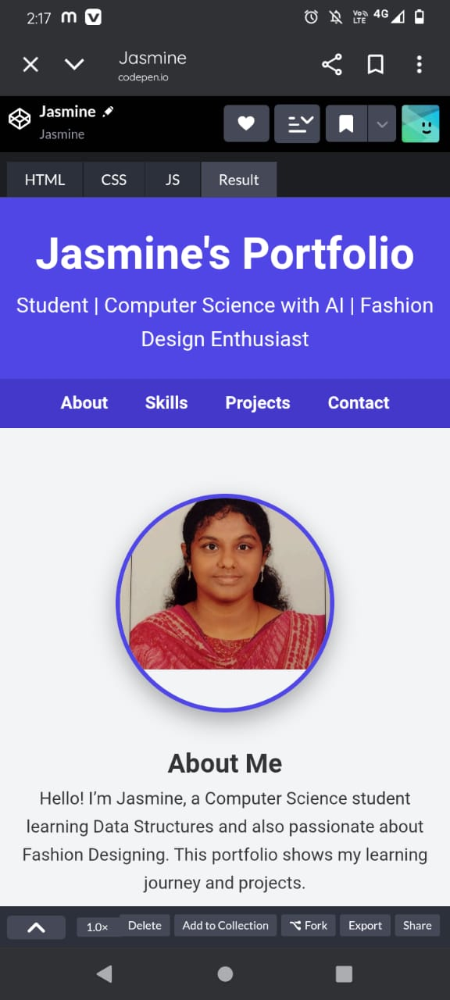 2:17 m V Vo)) LTE 4G
Jasmine
codepen.io
Jasmine
Jasmine
HTML CSS JS Result
Jasmine's Portfolio
Student | Computer Science with AI | Fashion
Design Enthusiast
About Skills Projects Contact
About Me
Hello! I’m Jasmine, a Computer Science student
learning Data Structures and also passionate about
Fashion Designing. This portfolio shows my learning
journey and projects.
1.0× Delete Add to Collection Fork Export Share